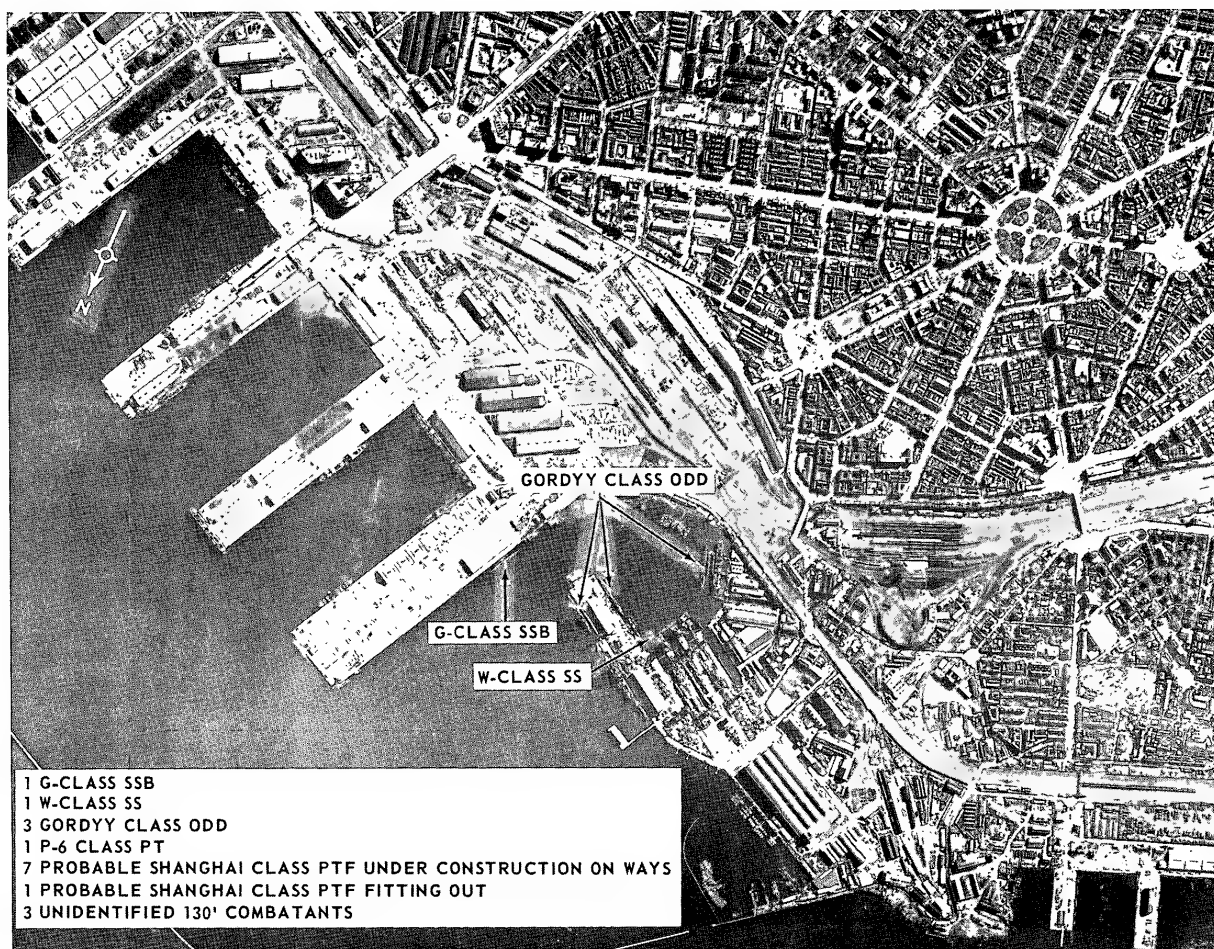 N
GORDYY CLASS ODD
G-CLASS SSB
W-CLASS SS
1
1 G-CLASS SSB
1 W-CLASS SS
3 GORDYY CLASS ODD
1 P-6 CLASS PT
7 PROBABLE SHANGHAI CLASS PTF UNDER CONSTRUCTION ON WAYS
1 PROBABLE SHANGHAI CLASS PTF FITTING OUT
3 UNIDENTIFIED 130' COMBATANTS